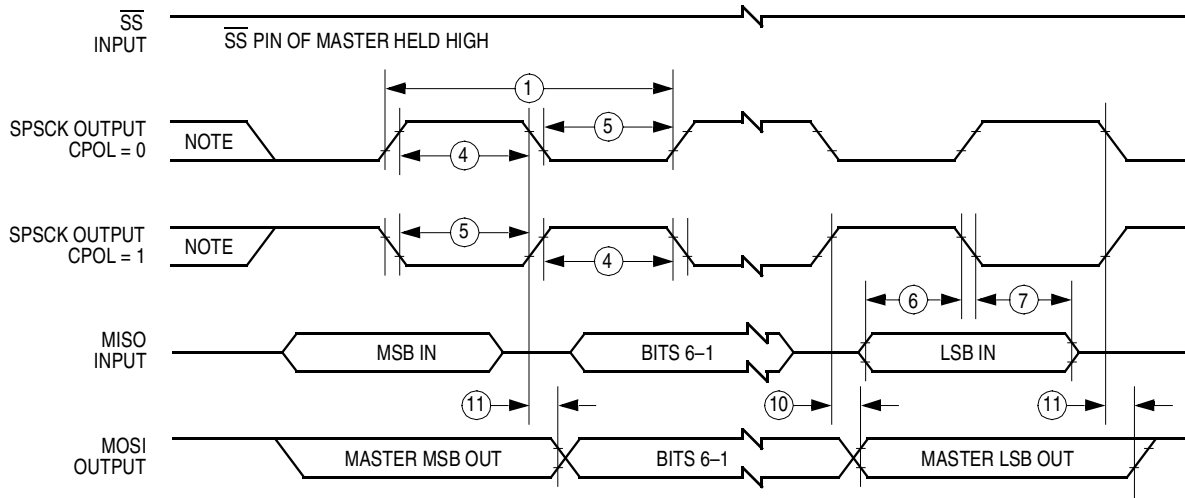 SS
INPUT
SS PIN OF MASTER HELD HIGH
1
SPSCK OUTPUT
CPOL = 0
NOTE
5
4
SPSCK OUTPUT
CPOL = 1
NOTE
5
4
6
7
MISO
INPUT
MSB IN
BITS 6–1
LSB IN
11
10
11
MOSI
OUTPUT
MASTER MSB OUT
BITS 6–1
MASTER LSB OUT